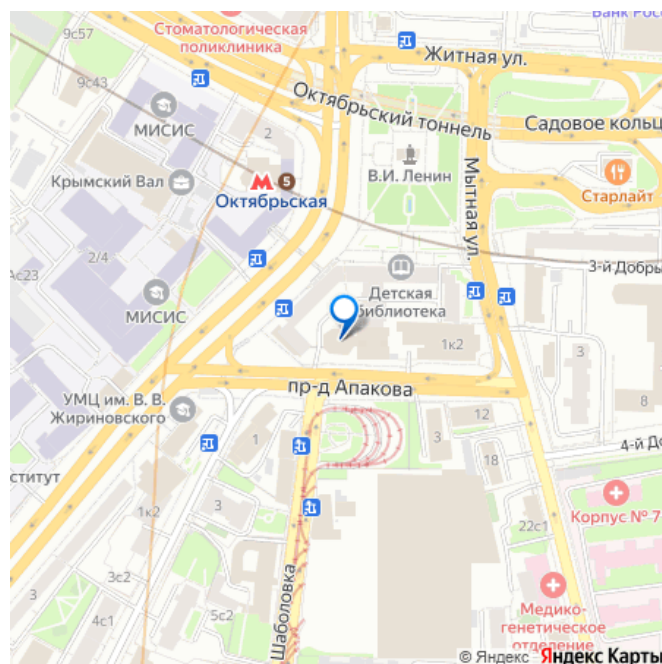 9с57
Стоматологическая
поликлиника
Банк Рос
Житная ул.
9с43
Октябрьский тоннель
Садовое кольц
МИСИС
2
В.И. Ленин
Мытная ул.
Крымский Вал
5
Октябрьская
Старлайт
2/4
Ас23
3-й Добры
Детская
библиотека
МИСИС
1к2
3
пр-д Апакова
8
УМЦ им. В. В.
Жириновского
12
1
3
4-й До
ститут
18
Корпус № 7
1к2
22с1
3с2
3
Шаболовка
5с2
4с1
Медико-
генетическое
отделение
© Яндекс Яндекс Карты